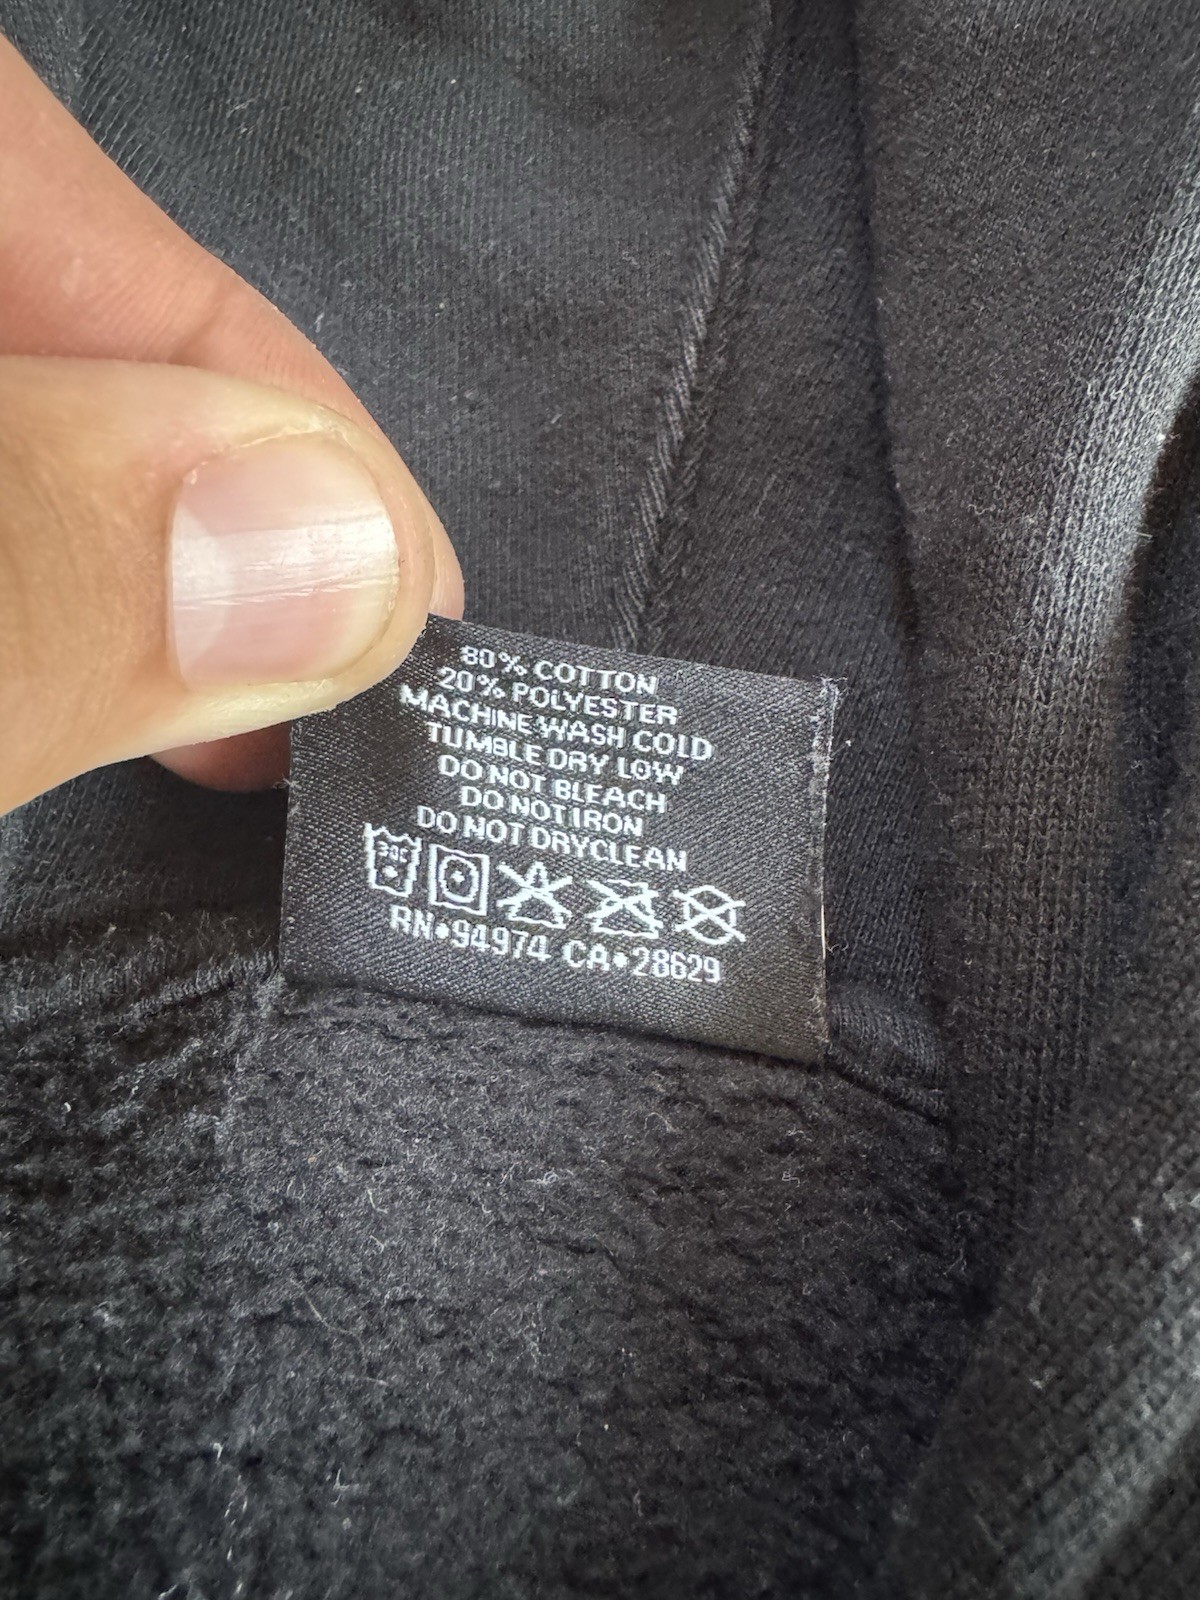 80% COTTON
20% POLYESTER
MACHINE WASH COLD
TUMBLE DRY LOW
DO NOT BLEACH
DO NOT IRON
DO NOT DRYCLEAN
30C
RN•94974 CA•28629